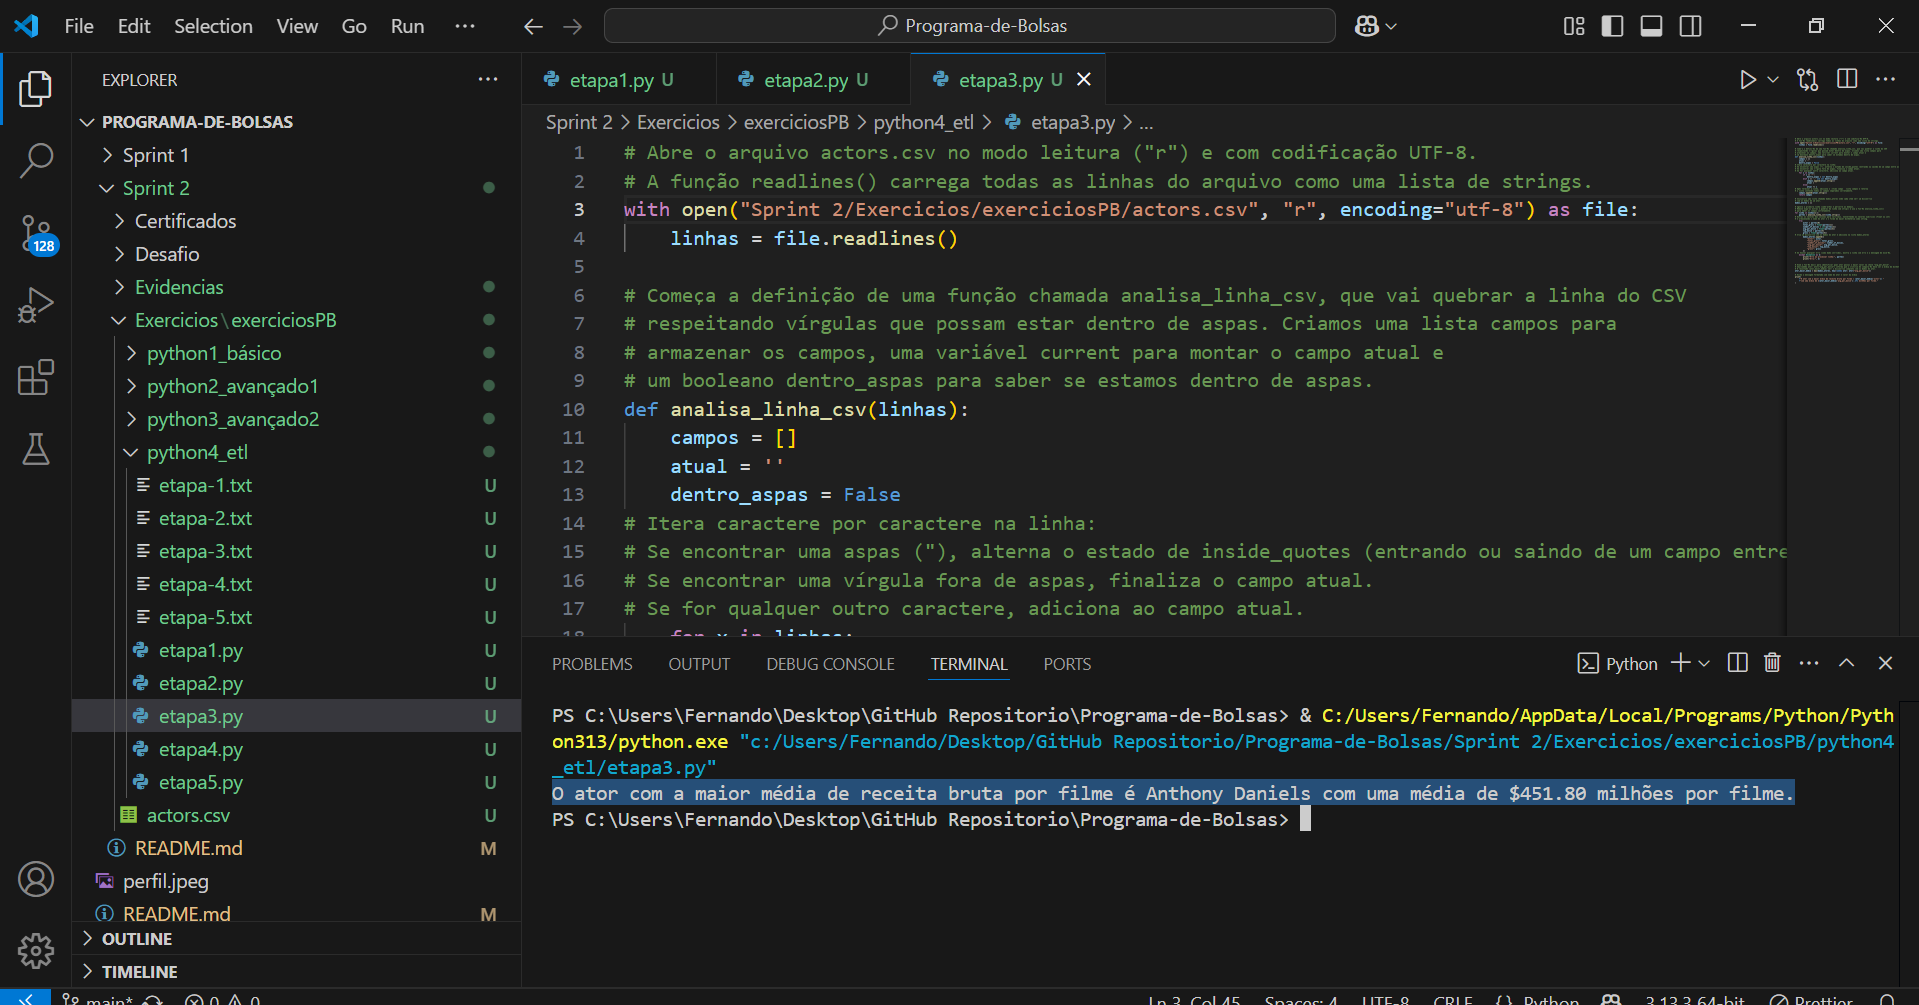 File Edit Selection View Go Run ··· Programa-de-Bolsas
EXPLORER ···
PROGRAMA-DE-BOLSAS
Sprint 1
Sprint 2
Certificados
Desafio
Evidencias
Exercicios\exerciciosPB
python1_básico
python2_avançado1
python3_avançado2
python4_etl
etapa-1.txt U
etapa-2.txt U
etapa-3.txt U
etapa-4.txt U
etapa-5.txt U
etapa1.py U
etapa2.py U
etapa3.py U
etapa4.py U
etapa5.py U
actors.csv U
README.md M
perfil.jpeg
README.md M
OUTLINE
TIMELINE
128
etapa1.py U etapa2.py U etapa3.py U
Sprint 2 > Exercicios > exerciciosPB > python4_etl > etapa3.py > ...
1 # Abre o arquivo actors.csv no modo leitura ("r") e com codificação UTF-8.
2 # A função readlines() carrega todas as linhas do arquivo como uma lista de strings.
3 with open("Sprint 2/Exercicios/exerciciosPB/actors.csv", "r", encoding="utf-8") as file:
4 linhas = file.readlines()
5
6 # Começa a definição de uma função chamada analisa_linha_csv, que vai quebrar a linha do CSV
7 # respeitando vírgulas que possam estar dentro de aspas. Criamos uma lista campos para
8 # armazenar os campos, uma variável current para montar o campo atual e
9 # um booleano dentro_aspas para saber se estamos dentro de aspas.
10 def analisa_linha_csv(linhas):
11 campos = []
12 atual = ''
13 dentro_aspas = False
14 # Itera caractere por caractere na linha:
15 # Se encontrar uma aspas ("), alterna o estado de inside_quotes (entrando ou saindo de um campo entre
16 # Se encontrar uma vírgula fora de aspas, finaliza o campo atual.
17 # Se for qualquer outro caractere, adiciona ao campo atual.
18 for x in linhas:
PROBLEMS OUTPUT DEBUG CONSOLE TERMINAL PORTS Python
PS C:\Users\Fernando\Desktop\GitHub Repositorio\Programa-de-Bolsas> & C:/Users/Fernando/AppData/Local/Programs/Python/Pyth
on313/python.exe "c:/Users/Fernando/Desktop/GitHub Repositorio/Programa-de-Bolsas/Sprint 2/Exercicios/exerciciosPB/python4
_etl/etapa3.py"
O ator com a maior média de receita bruta por filme é Anthony Daniels com uma média de $451.80 milhões por filme.
PS C:\Users\Fernando\Desktop\GitHub Repositorio\Programa-de-Bolsas>
main* 0 0 Ln 3, Col 45 Spaces: 4 UTF-8 CRLF {} Python 3.13.3 64-bit Prettier